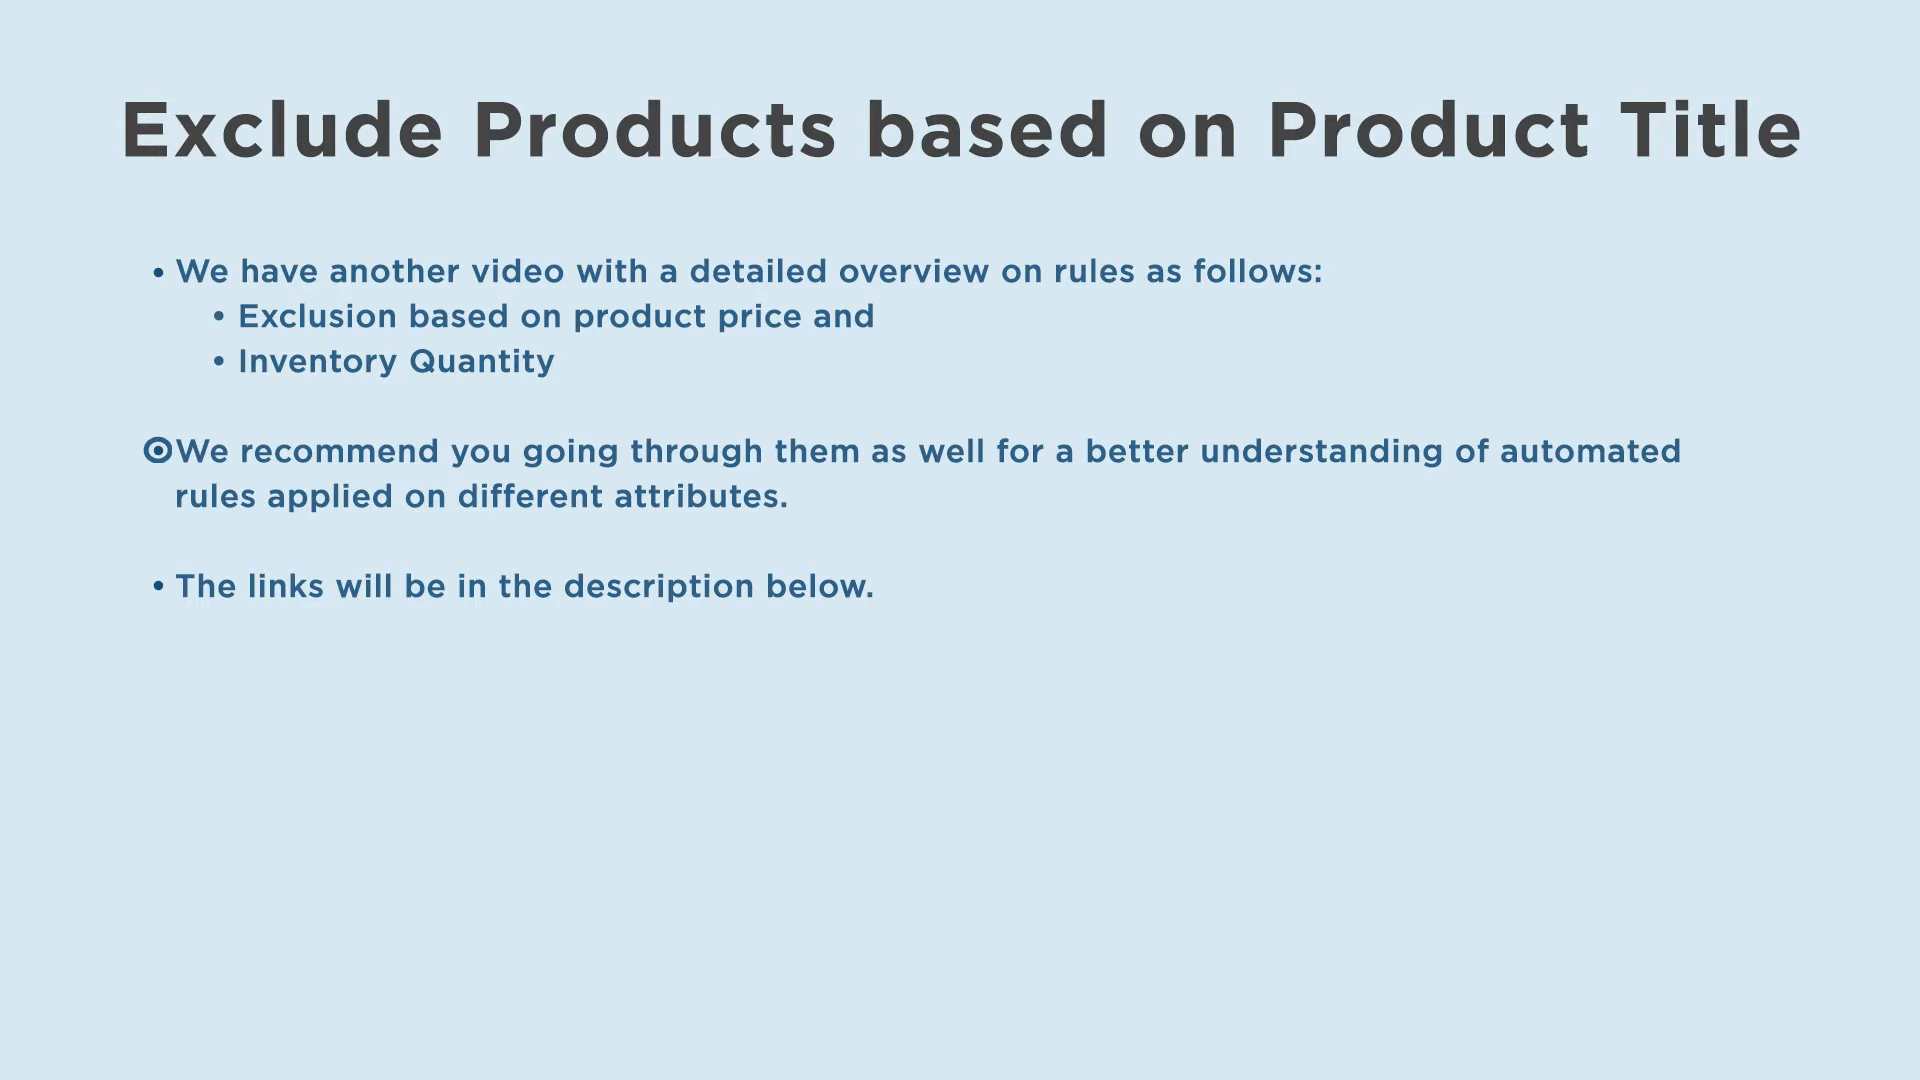 Exclude Products based on Product Title
• We have another video with a detailed overview on rules as follows:
• Exclusion based on product price and
• Inventory Quantity
⦿We recommend you going through them as well for a better understanding of automated
rules applied on different attributes.
• The links will be in the description below.